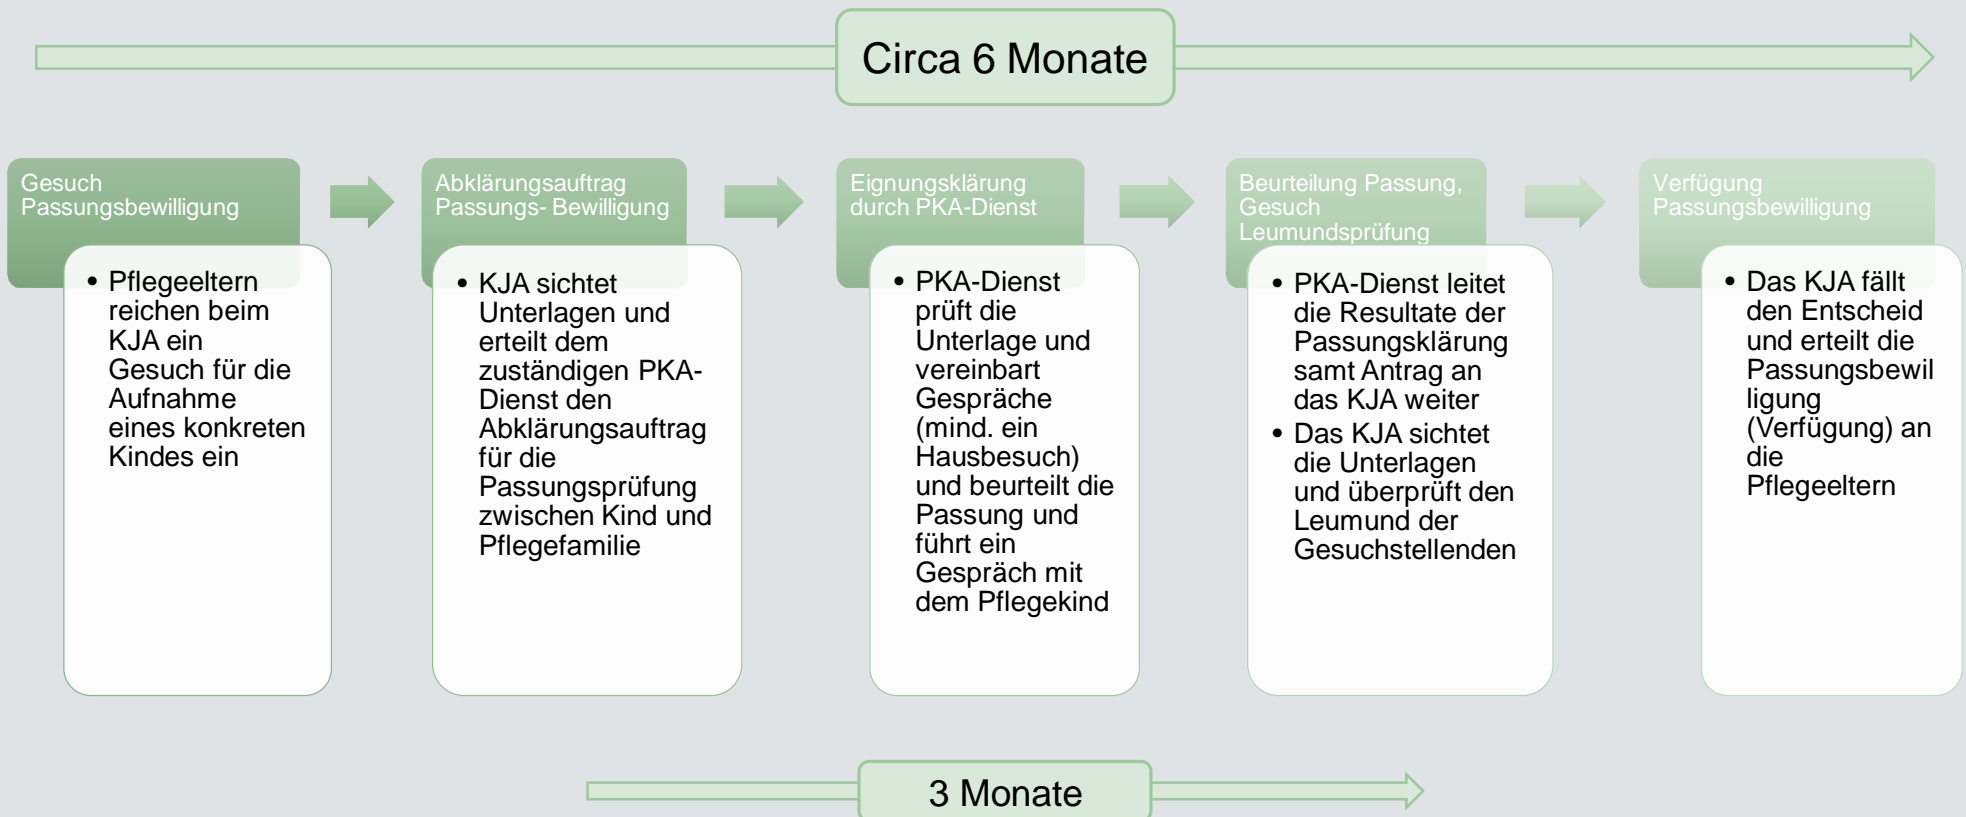 Circa 6 Monate
Gesuch
Passungsbewilligung
• Pflegeeltern
reichen beim
KJA ein
Gesuch für die
Aufnahme
eines konkreten
Kindes ein
Abklärungsauftrag
Passungs- Bewilligung
• KJA sichtet
Unterlagen und
erteilt dem
zuständigen PKA-
Dienst den
Abklärungsauftrag
für die
Passungsprüfung
zwischen Kind und
Pflegefamilie
Eignungsklärung
durch PKA-Dienst
• PKA-Dienst
prüft die
Unterlage und
vereinbart
Gespräche
(mind. ein
Hausbesuch)
und beurteilt die
Passung und
führt ein
Gespräch mit
dem Pflegekind
Beurteilung Passung,
Gesuch
Leumundsprüfung
• PKA-Dienst leitet
die Resultate der
Passungsklärung
samt Antrag an
das KJA weiter
• Das KJA sichtet
die Unterlagen
und überprüft den
Leumund der
Gesuchstellenden
Verfügung
Passungsbewilligung
• Das KJA fällt
den Entscheid
und erteilt die
Passungsbewil
ligung
(Verfügung) an
die
Pflegeeltern
3 Monate